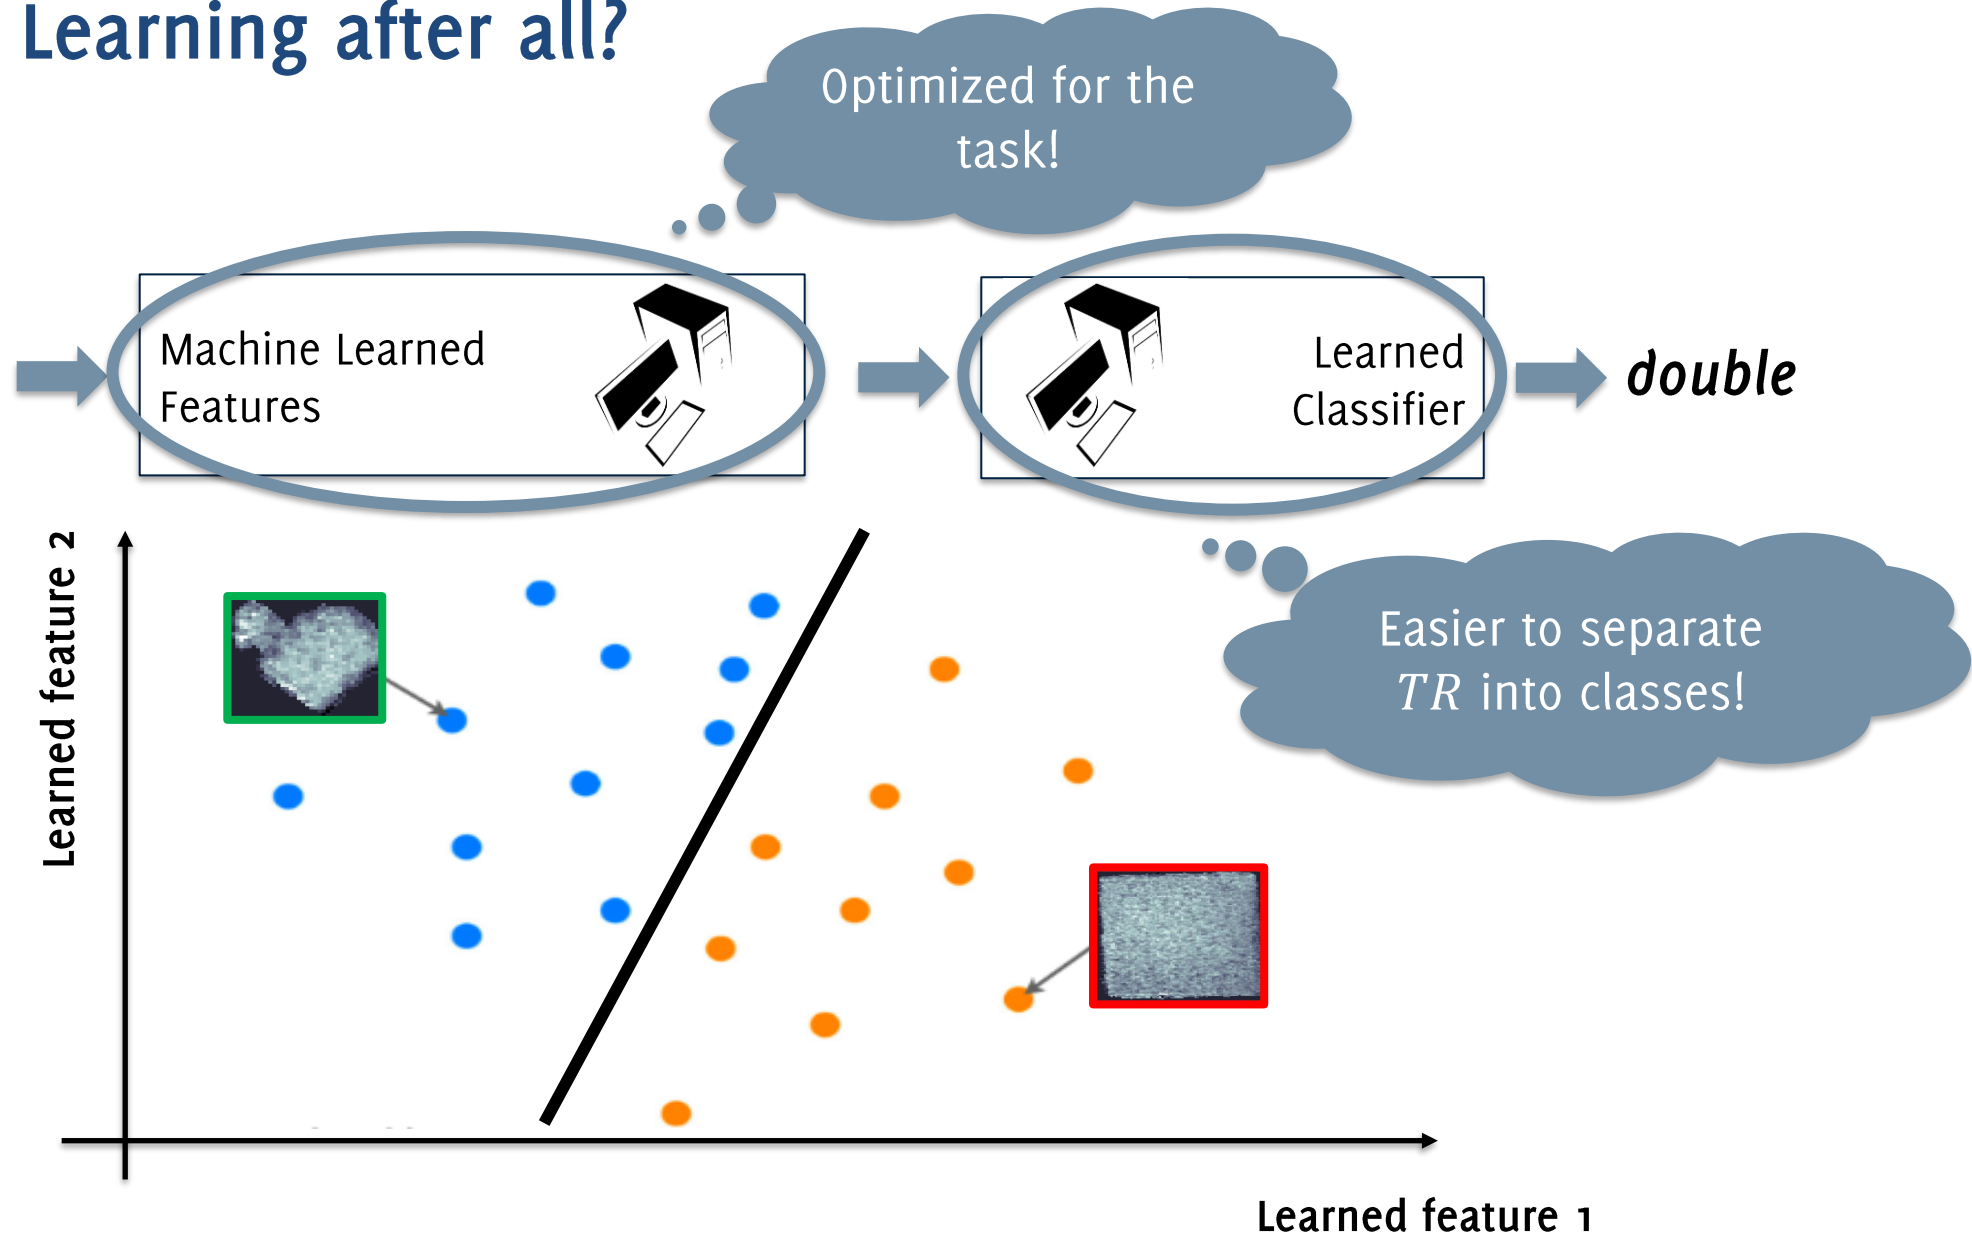 Learning after all?
Optimized for the
task!
Machine Learned
Features
Learned
Classifier
double
Learned feature 2
Easier to separate
TR into classes!
Learned feature 1